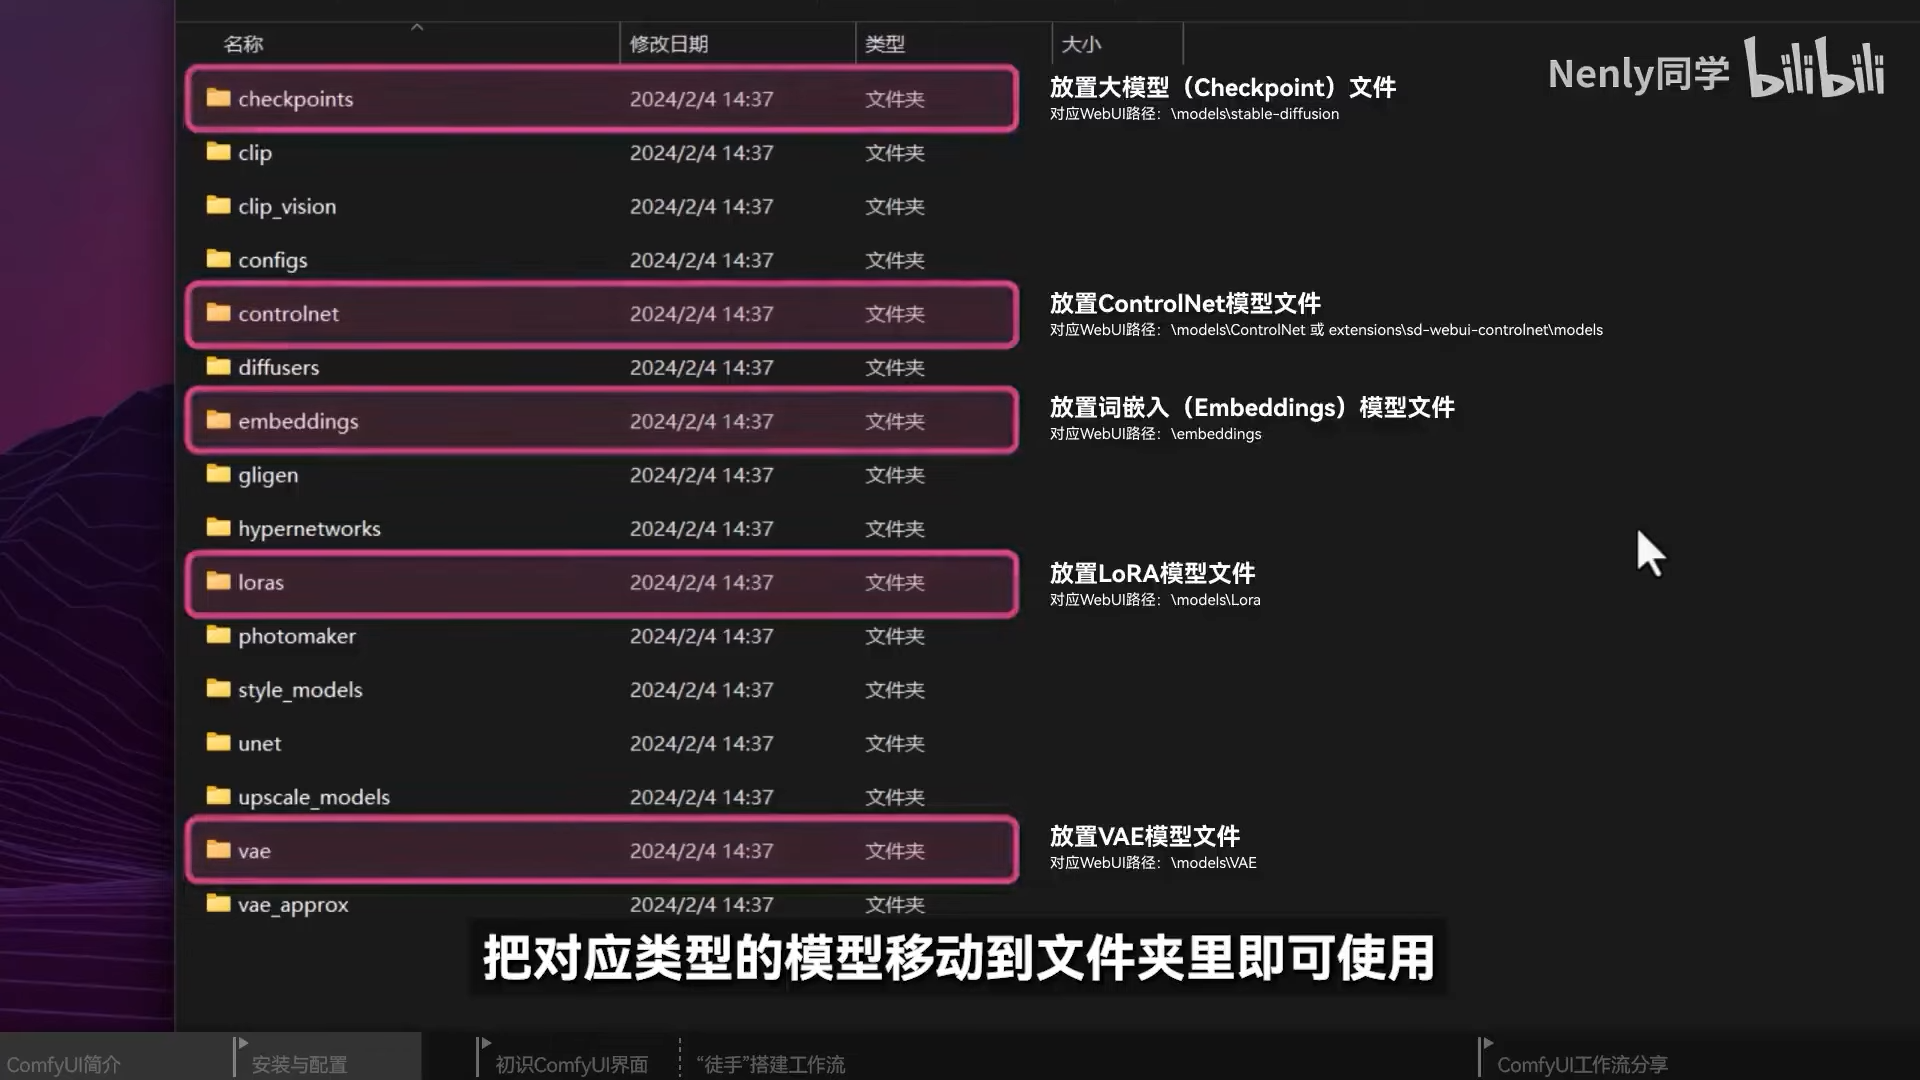 名称 修改日期 类型 大小
Nenly同学 bilibili
checkpoints 2024/2/4 14:37 文件夹
放置大模型（Checkpoint）文件
对应WebUI路径：\models\stable-diffusion
clip 2024/2/4 14:37 文件夹
clip_vision 2024/2/4 14:37 文件夹
configs 2024/2/4 14:37 文件夹
controlnet 2024/2/4 14:37 文件夹
放置ControlNet模型文件
对应WebUI路径：\models\ControlNet 或 extensions\sd-webui-controlnet\models
diffusers 2024/2/4 14:37 文件夹
embeddings 2024/2/4 14:37 文件夹
放置词嵌入（Embeddings）模型文件
对应WebUI路径：\embeddings
gligen 2024/2/4 14:37 文件夹
hypernetworks 2024/2/4 14:37 文件夹
loras 2024/2/4 14:37 文件夹
放置LoRA模型文件
对应WebUI路径：\models\Lora
photomaker 2024/2/4 14:37 文件夹
style_models 2024/2/4 14:37 文件夹
unet 2024/2/4 14:37 文件夹
upscale_models 2024/2/4 14:37 文件夹
vae 2024/2/4 14:37 文件夹
放置VAE模型文件
对应WebUI路径：\models\VAE
vae_approx 2024/2/4 14:37 文件夹
把对应类型的模型移动到文件夹里即可使用
ComfyUI简介 安装与配置 初识ComfyUI界面 “徒手”搭建工作流 ComfyUI工作流分享